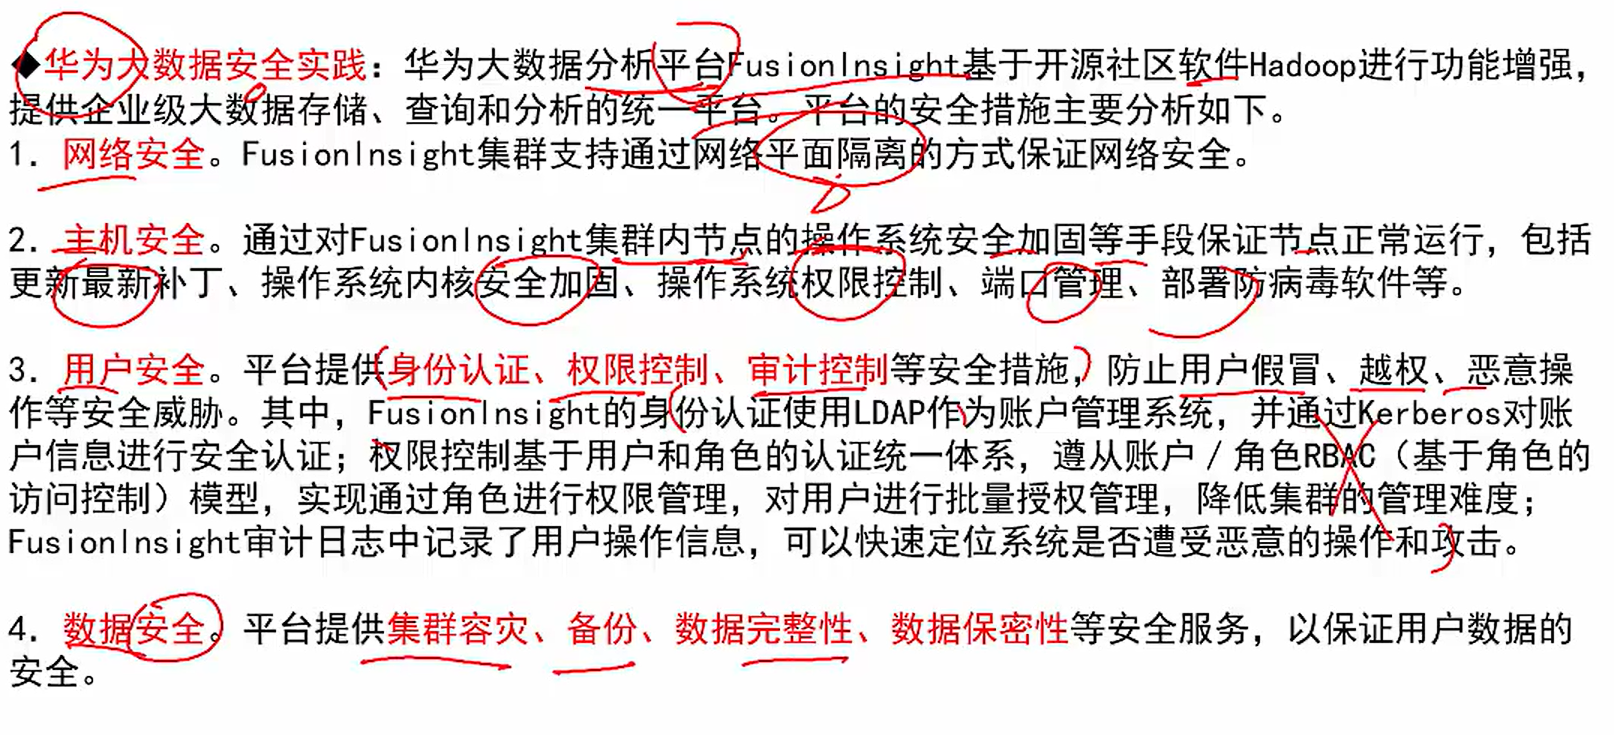 ◆华为大数据安全实践：华为大数据分析平台FusionInsight基于开源社区软件Hadoop进行功能增强，
提供企业级大数据存储、查询和分析的统一平台。平台的安全措施主要分析如下。
1．网络安全。FusionInsight集群支持通过网络平面隔离的方式保证网络安全。
2．主机安全。通过对FusionInsight集群内节点的操作系统安全加固等手段保证节点正常运行，包括
更新最新补丁、操作系统内核安全加固、操作系统权限控制、端口管理、部署防病毒软件等。
3．用户安全。平台提供身份认证、权限控制、审计控制等安全措施，防止用户假冒、越权、恶意操
作等安全威胁。其中，FusionInsight的身份认证使用LDAP作为账户管理系统，并通过Kerberos对账
户信息进行安全认证；权限控制基于用户和角色的认证统一体系，遵从账户／角色RBAC（基于角色的
访问控制）模型，实现通过角色进行权限管理，对用户进行批量授权管理，降低集群的管理难度；
FusionInsight审计日志中记录了用户操作信息，可以快速定位系统是否遭受恶意的操作和攻击。
4．数据安全。平台提供集群容灾、备份、数据完整性、数据保密性等安全服务，以保证用户数据的
安全。